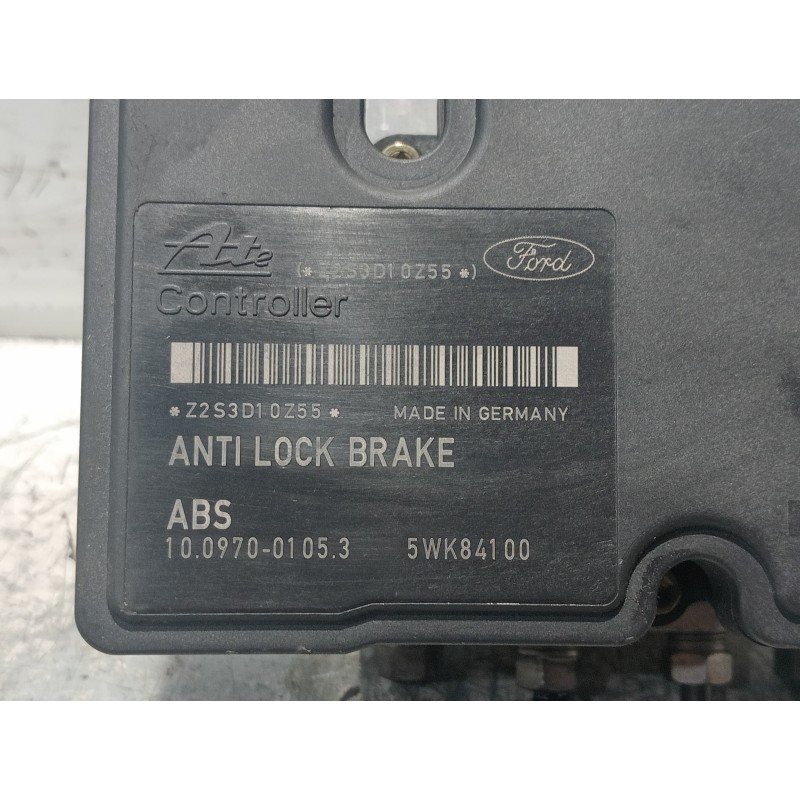 Ate (*Z2S3D10Z55*) Ford
Controller
*Z2S3D10Z55* MADE IN GERMANY
ANTI LOCK BRAKE
ABS
10.0970-0105.3 5WK84100